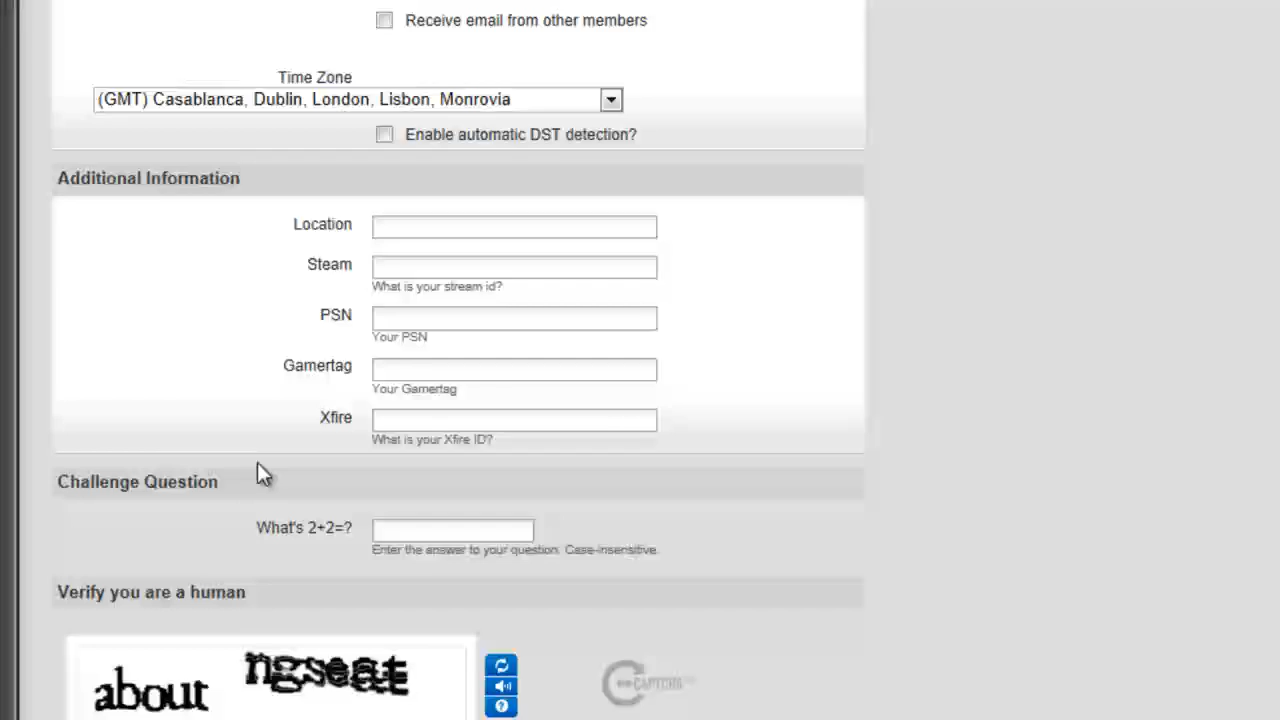 Receive email from other members
Time Zone
(GMT) Casablanca, Dublin, London, Lisbon, Monrovia
Enable automatic DST detection?
Additional Information
Location
Steam
What is your stream id?
PSN
Your PSN
Gamertag
Your Gamertag
Xfire
What is your Xfire ID?
Challenge Question
What's 2+2=?
Enter the answer to your question. Case-insensitive.
Verify you are a human
about ngseat